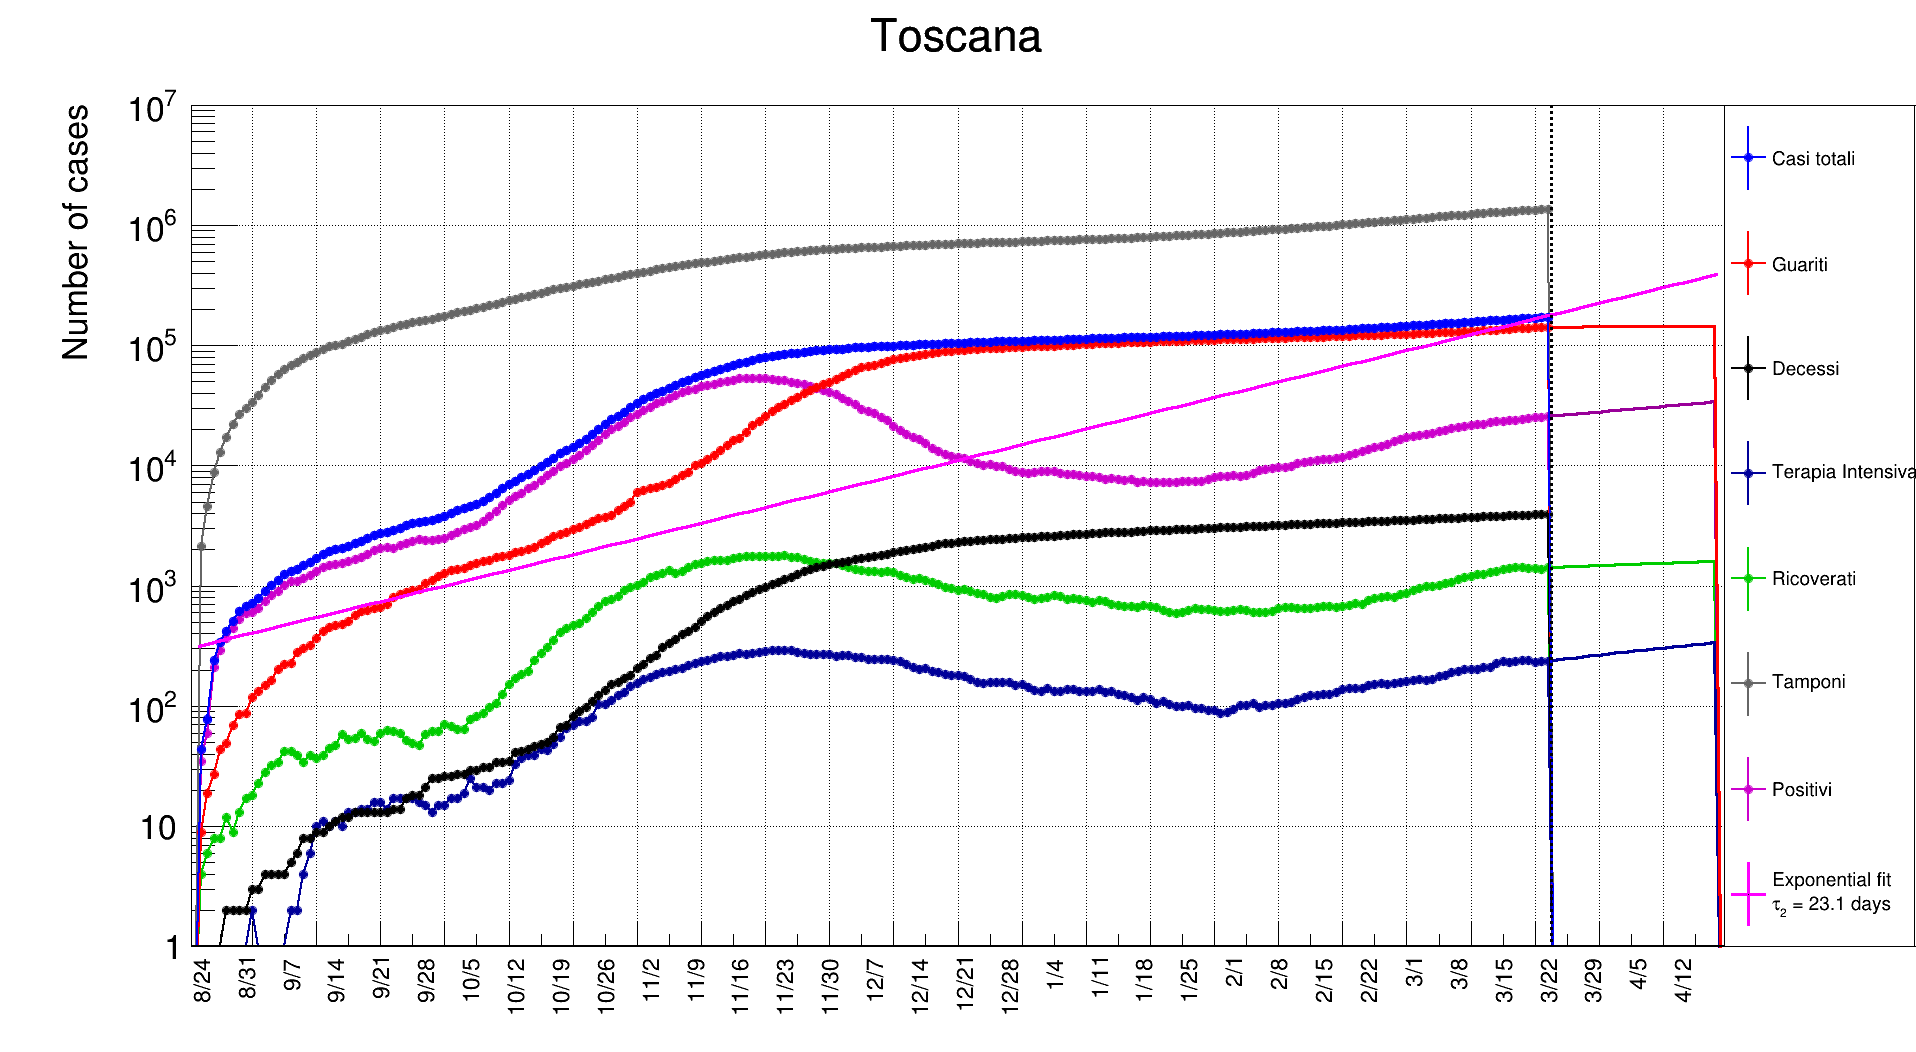 Toscana
Number of cases
10^7
10^6
10^5
10^4
10^3
10^2
10
1
8/24 8/31 9/7 9/14 9/21 9/28 10/5 10/12 10/19 10/26 11/2 11/9 11/16 11/23 11/30 12/7 12/14 12/21 12/28 1/4 1/11 1/18 1/25 2/1 2/8 2/15 2/22 3/1 3/8 3/15 3/22 3/29 4/5 4/12
Casi totali
Guariti
Decessi
Terapia Intensiva
Ricoverati
Tamponi
Positivi
Exponential fit
τ₂ = 23.1 days